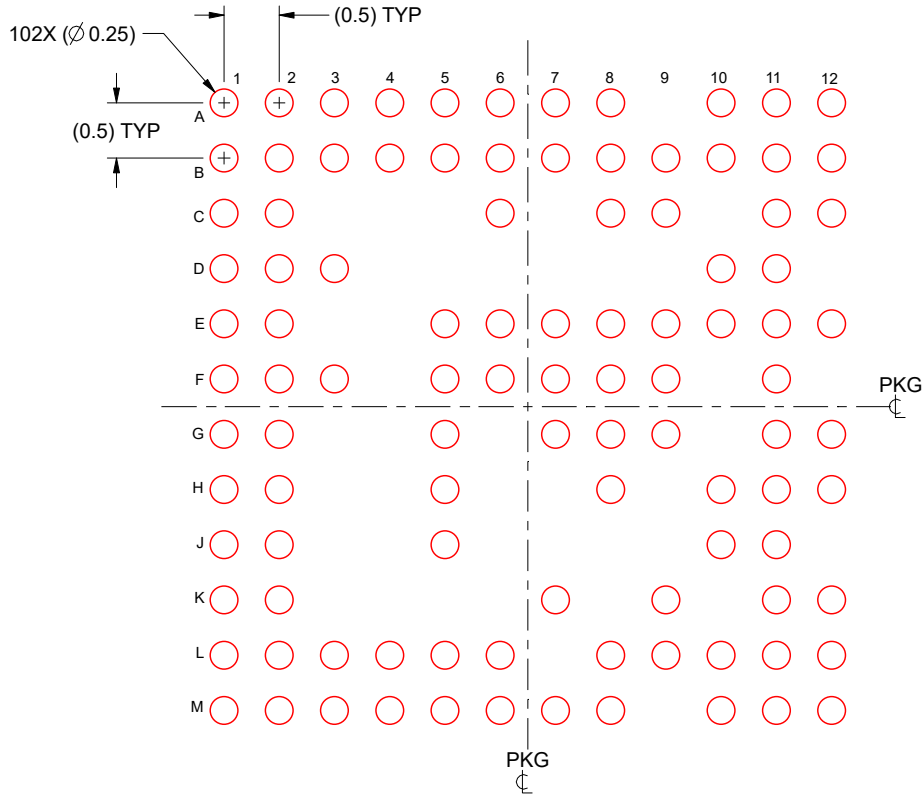 (0.5) TYP
102X (∅ 0.25)
1 2 3 4 5 6 7 8 9 10 11 12
A
(0.5) TYP
B
C
D
E
F
PKG
℄
G
H
J
K
L
M
PKG
℄